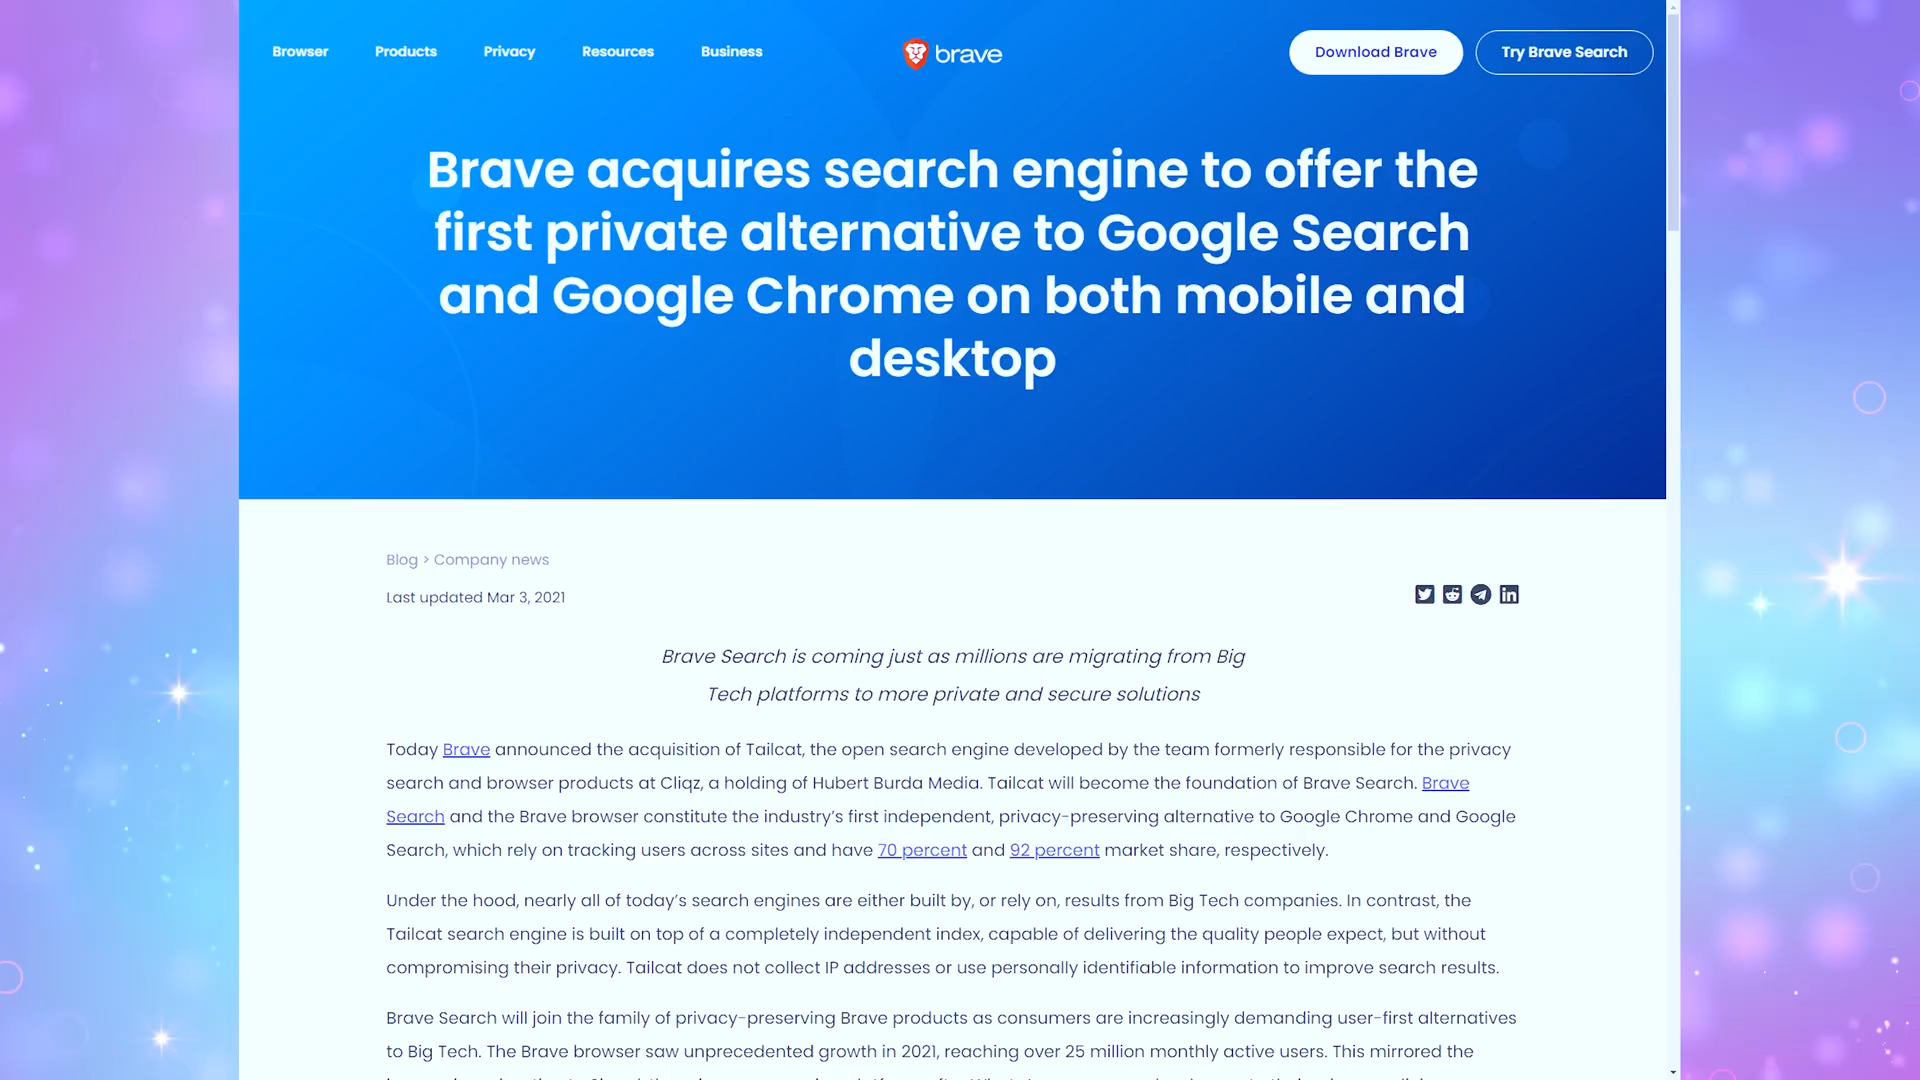 Browser Products Privacy Resources Business brave Download Brave Try Brave Search
Brave acquires search engine to offer the
first private alternative to Google Search
and Google Chrome on both mobile and
desktop
Blog > Company news
Last updated Mar 3, 2021
Brave Search is coming just as millions are migrating from Big
Tech platforms to more private and secure solutions
Today Brave announced the acquisition of Tailcat, the open search engine developed by the team formerly responsible for the privacy
search and browser products at Cliqz, a holding of Hubert Burda Media. Tailcat will become the foundation of Brave Search. Brave
Search and the Brave browser constitute the industry’s first independent, privacy-preserving alternative to Google Chrome and Google
Search, which rely on tracking users across sites and have 70 percent and 92 percent market share, respectively.
Under the hood, nearly all of today’s search engines are either built by, or rely on, results from Big Tech companies. In contrast, the
Tailcat search engine is built on top of a completely independent index, capable of delivering the quality people expect, but without
compromising their privacy. Tailcat does not collect IP addresses or use personally identifiable information to improve search results.
Brave Search will join the family of privacy-preserving Brave products as consumers are increasingly demanding user-first alternatives
to Big Tech. The Brave browser saw unprecedented growth in 2021, reaching over 25 million monthly active users. This mirrored the